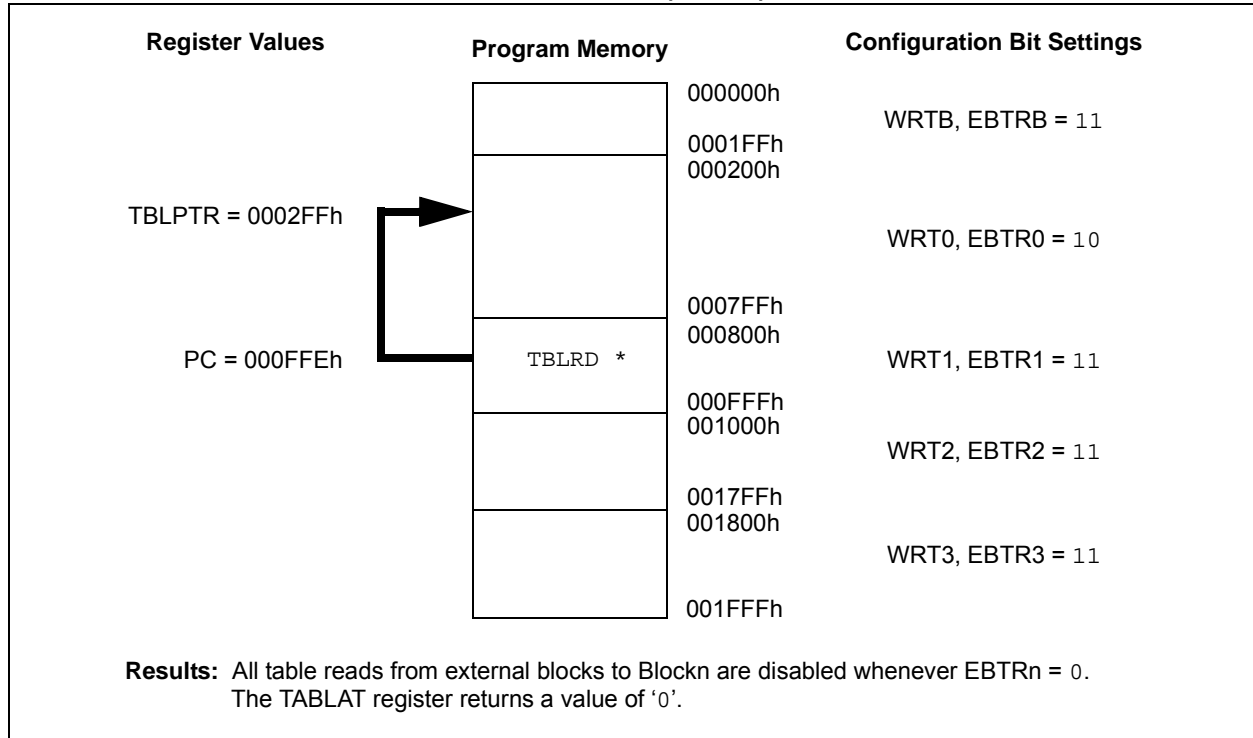 Register Values
Program Memory
Configuration Bit Settings
000000h
WRTB, EBTRB = 11
0001FFh
000200h
TBLPTR = 0002FFh
WRT0, EBTR0 = 10
0007FFh
000800h
PC = 000FFEh
TBLRD *
WRT1, EBTR1 = 11
000FFFh
001000h
WRT2, EBTR2 = 11
0017FFh
001800h
WRT3, EBTR3 = 11
001FFFh
Results: All table reads from external blocks to Blockn are disabled whenever EBTRn = 0.
The TABLAT register returns a value of ‘0’.